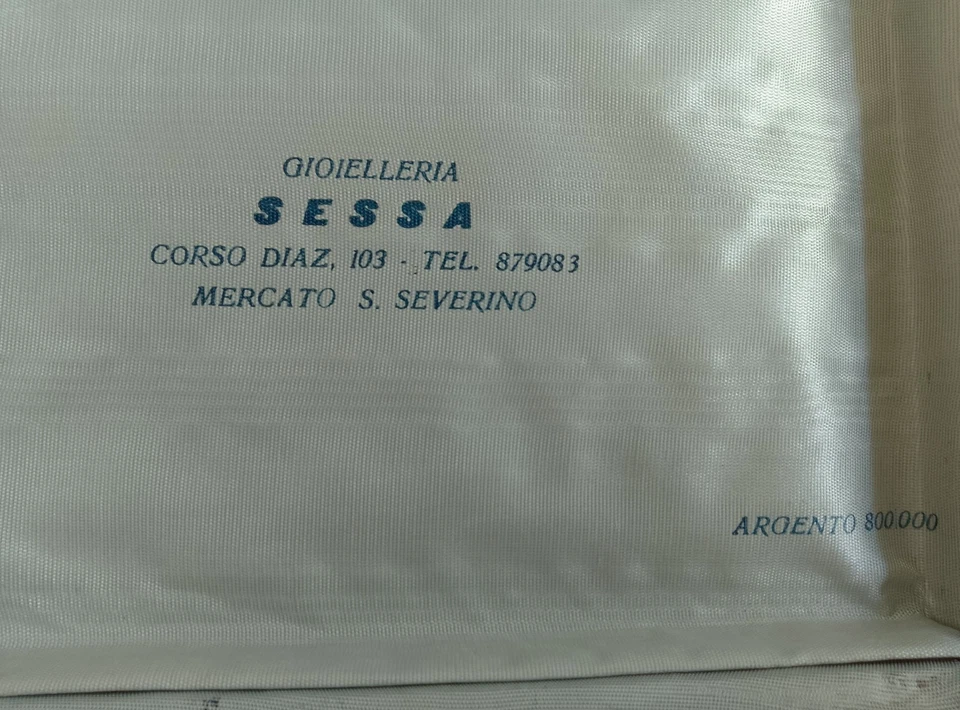 GIOIELLERIA
SESSA
CORSO DIAZ, 103 - TEL. 879083
MERCATO S. SEVERINO
ARGENTO 800.000